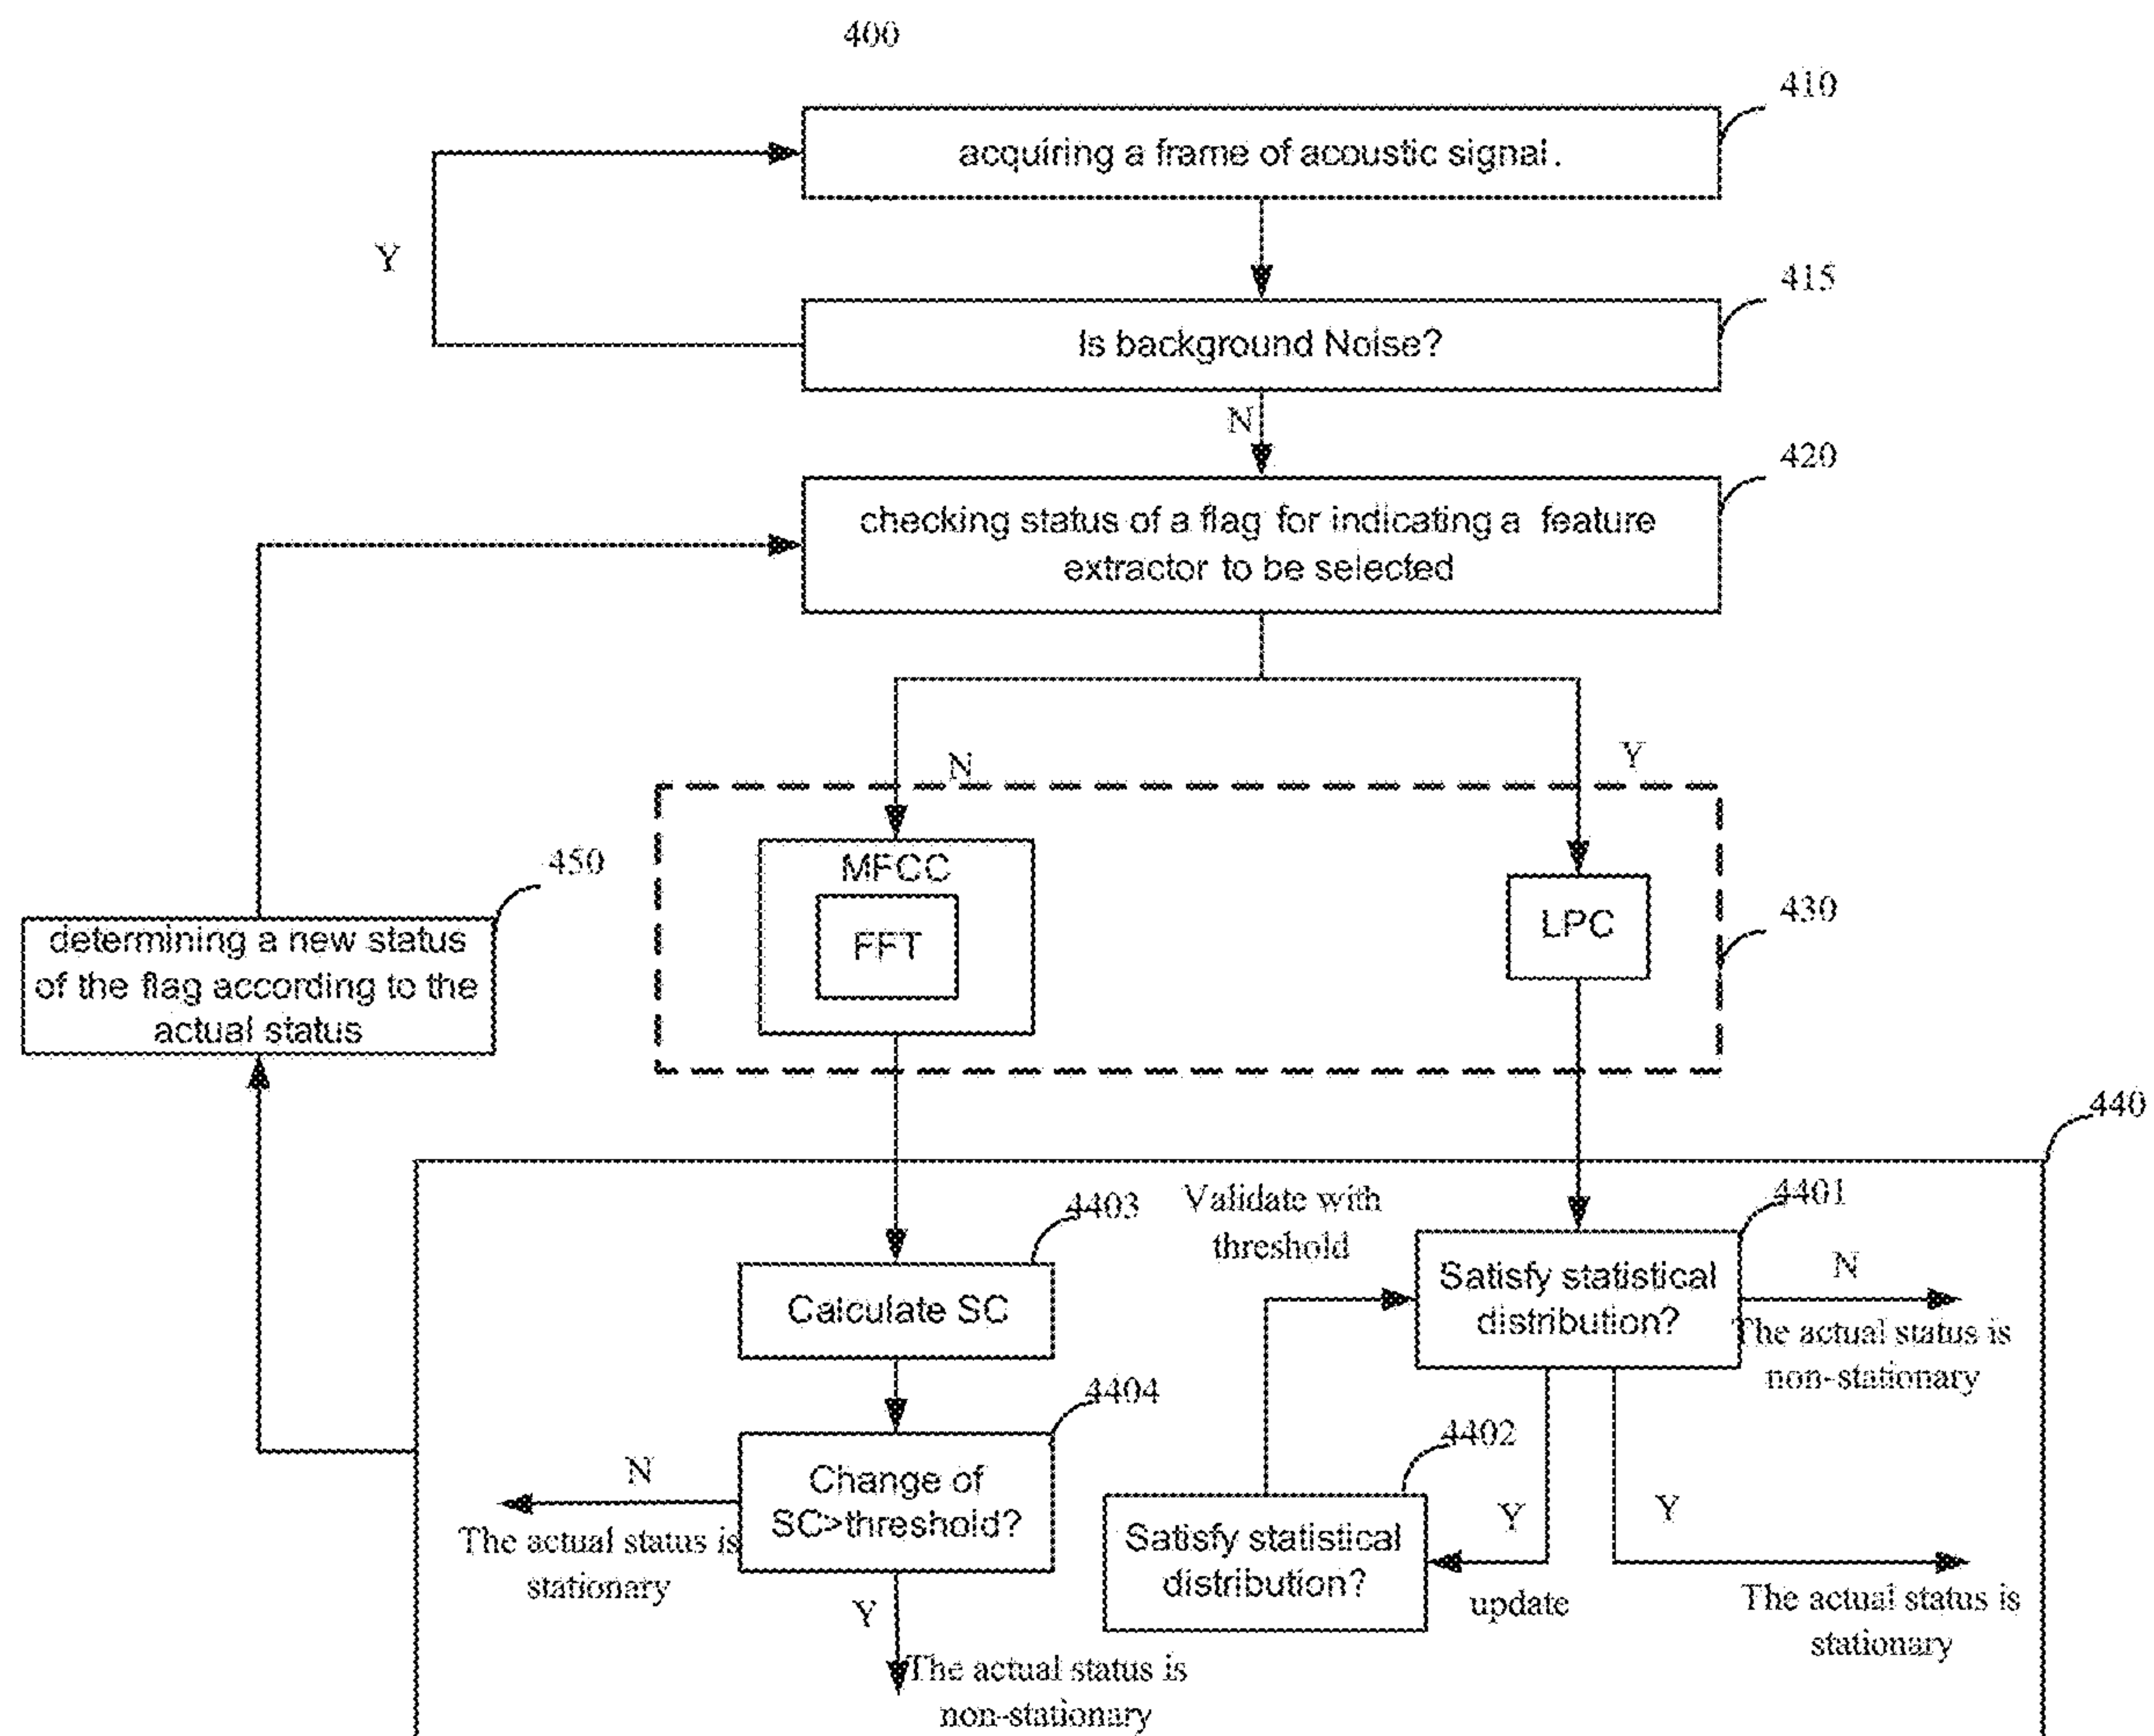 400
410
acquiring a frame of acoustic signal.
Y
415
Is background Noise?
N
420
checking status of a flag for indicating a feature
extractor to be selected
N
Y
MFCC
FFT
LPC
430
450
determining a new status
of the flag according to the
actual status
440
4403
Validate with
threshold
4401
Calculate SC
Satisfy statistical
distribution?
N
The actual status is
non-stationary
4404
Change of
SC>threshold?
N
The actual status is
stationary
Y
The actual status is
non-stationary
4402
Satisfy statistical
distribution?
Y
update
Y
The actual status is
stationary